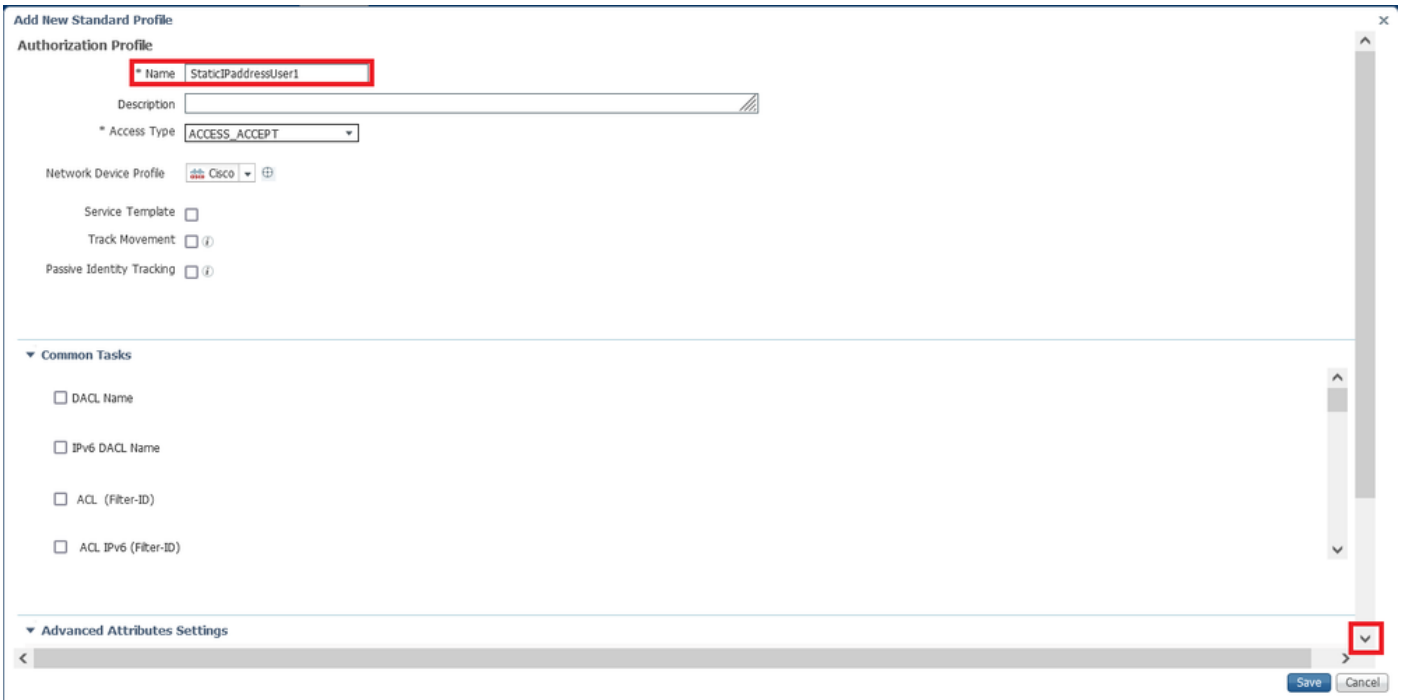 Add New Standard Profile
Authorization Profile
* Name StaticIPaddressUser1
Description
* Access Type ACCESS_ACCEPT
Network Device Profile Cisco
Service Template
Track Movement
Passive Identity Tracking
Common Tasks
DACL Name
IPv6 DACL Name
ACL (Filter-ID)
ACL IPv6 (Filter-ID)
Advanced Attributes Settings
Save Cancel